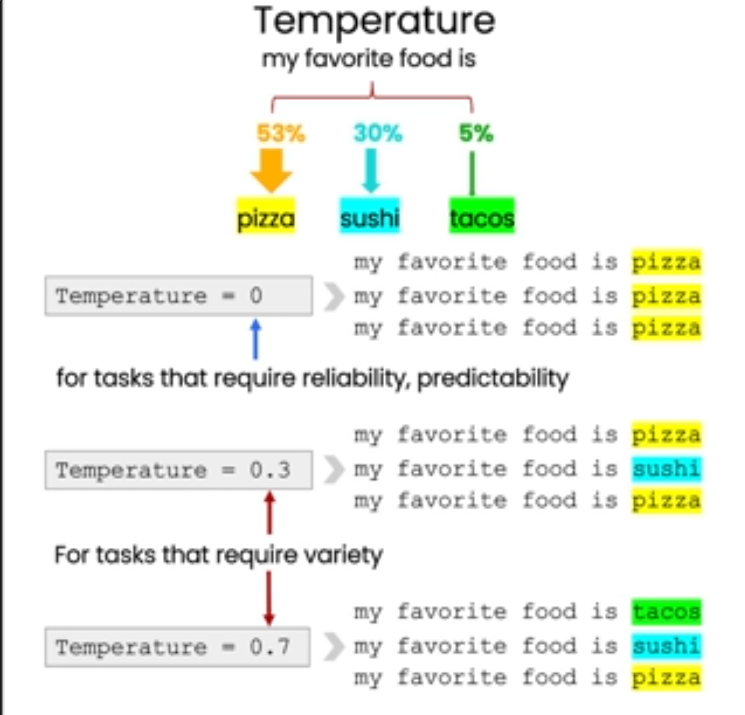 Temperature
my favorite food is
53% 30% 5%
pizza sushi tacos
my favorite food is pizza
Temperature = 0 my favorite food is pizza
my favorite food is pizza
for tasks that require reliability, predictability
my favorite food is pizza
Temperature = 0.3 my favorite food is sushi
my favorite food is pizza
For tasks that require variety
my favorite food is tacos
Temperature = 0.7 my favorite food is sushi
my favorite food is pizza